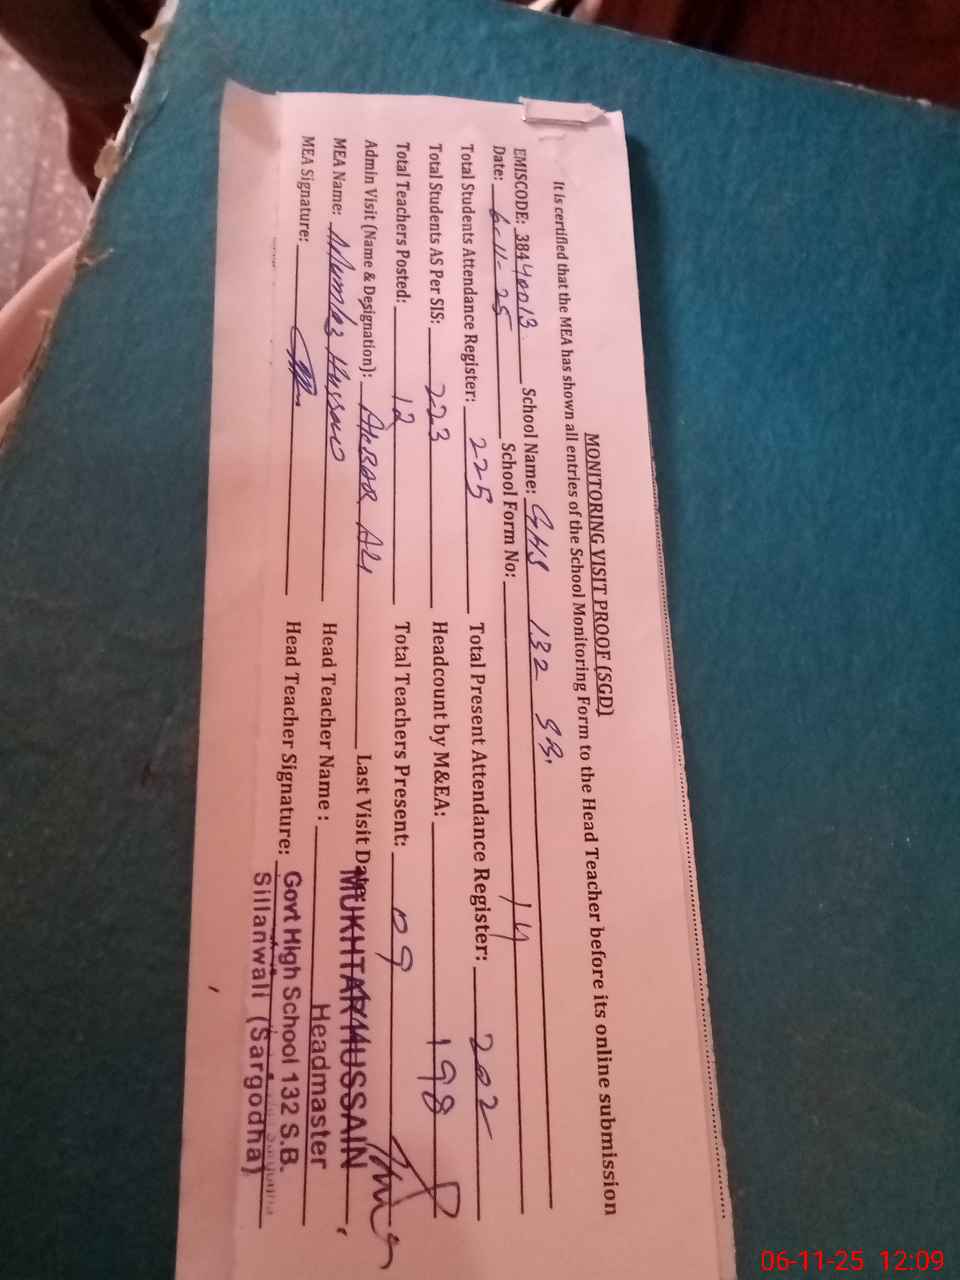 MONITORING VISIT PROOF (SGD)
It is certified that the MEA has shown all entries of the School Monitoring Form to the Head Teacher before its online submission
EMISCODE: 38440013 School Name: GHS 132 SB.
Date: 6-11-25 School Form No: 14
Total Students Attendance Register: 225 Total Present Attendance Register: 202
Total Students AS Per SIS: 223 Headcount by M&EA: 198
Total Teachers Posted: 12 Total Teachers Present: 09
Admin Visit (Name & Designation): AKBAR ALI Last Visit Date
MEA Name: Mumtaz Hussain Head Teacher Name :
MEA Signature: Head Teacher Signature:
MUKHTAR HUSSAIN
Headmaster
Govt High School 132 S.B.
Sillanwali (Sargodha)
06-11-25 12:09